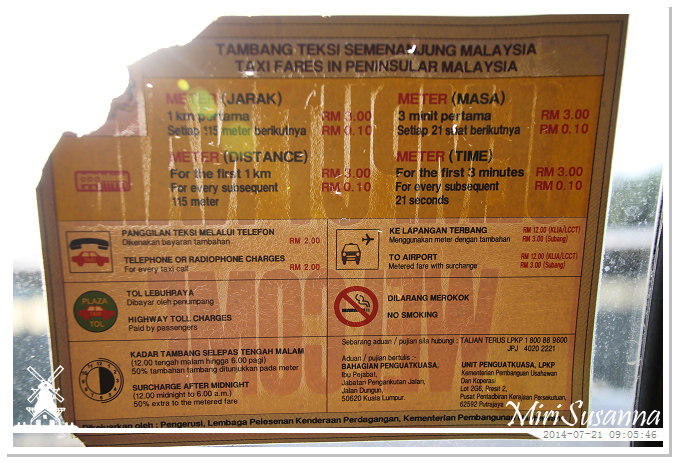 TAMBANG TEKSI SEMENANJUNG MALAYSIA
TAXI FARES IN PENINSULAR MALAYSIA
METER (JARAK)
1 km pertama RM 3.00
Setiap 115 meter berikutnya RM 0.10
METER (DISTANCE)
For the first 1 km RM 3.00
For every subsequent RM 0.10
115 meter
METER (MASA)
3 minit pertama RM 3.00
Setiap 21 saat berikutnya RM 0.10
METER (TIME)
For the first 3 minutes RM 3.00
For every subsequent RM 0.10
21 seconds
PANGGILAN TEKSI MELALUI TELEFON
Dikenakan bayaran tambahan RM 2.00
TELEPHONE OR RADIOPHONE CHARGES
For every taxi call RM 2.00
KE LAPANGAN TERBANG RM 12.00 (KLIA/LCCT)
Menggunakan meter dengan tambahan RM 3.00 (Subang)
TO AIRPORT RM 12.00 (KLIA/LCCT)
Metered fare with surchange RM 3.00 (Subang)
PLAZA
TOL
TOL LEBUHRAYA
Dibayar oleh penumpang
HIGHWAY TOLL CHARGES
Paid by passengers
DILARANG MEROKOK
NO SMOKING
KADAR TAMBANG SELEPAS TENGAH MALAM
(12.00 tengah malam hingga 6.00 pagi)
50% tambahan tambang ditunjukkan pada meter
SURCHARGE AFTER MIDNIGHT
(12.00 midnight to 6.00 a.m.)
50% extra to the metered fare
Sebarang aduan / pujian sila hubungi : TALIAN TERUS LPKP 1 800 88 9600
JPJ 4020 2221
Aduan / pujian bertulis :-
BAHAGIAN PENGUATKUASA,
Ibu Pejabat,
Jabatan Pengankutan Jalan,
Jalan Dungun,
50620 Kuala Lumpur.
UNIT PENGUATKUASA, LPKP
Kementerian Pembangunan Usahawan
Dan Koperasi
Lot 2G6, Presit 2,
Pusat Pentadbiran Kerajaan Persekutuan,
62592 Putrajaya
Dikeluarkan oleh : Pengerusi, Lembaga Pelesenan Kenderaan Perdagangan, Kementerian Pembangunan
MiriSusanna
2014-07-21 09:05:46